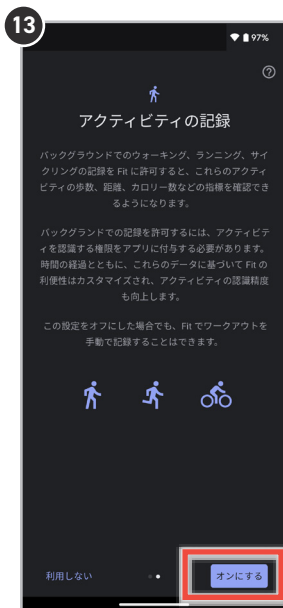 13
97%
アクティビティの記録
バックグラウンドでのウォーキング、ランニング、サイ
クリングの記録を Fit に許可すると、これらのアクティ
ビティの歩数、距離、カロリー数などの指標を確認でき
るようになります。
バックグランドでの記録を許可するには、アクティビテ
ィを認識する権限をアプリに付与する必要があります。
時間の経過とともに、これらのデータに基づいて Fit の
利便性はカスタマイズされ、アクティビティの認識精度
も向上します。
この設定をオフにした場合でも、Fit でワークアウトを
手動で記録することはできます。
利用しない
オンにする